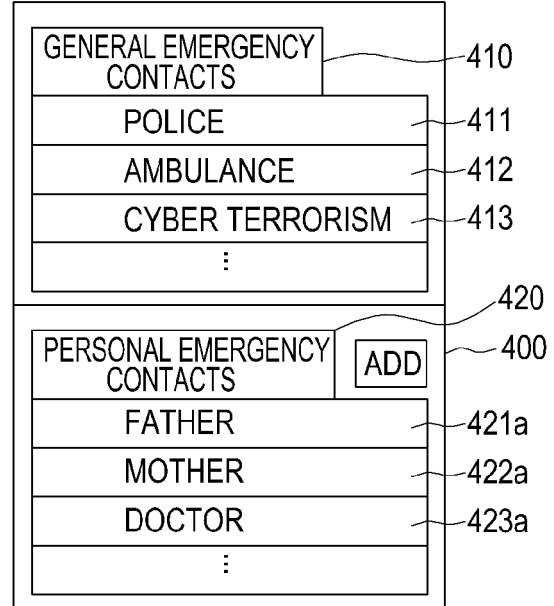 GENERAL EMERGENCY
CONTACTS
410
POLICE
411
AMBULANCE
412
CYBER TERRORISM
413
⋮
420
PERSONAL EMERGENCY
CONTACTS
ADD
400
FATHER
421a
MOTHER
422a
DOCTOR
423a
⋮